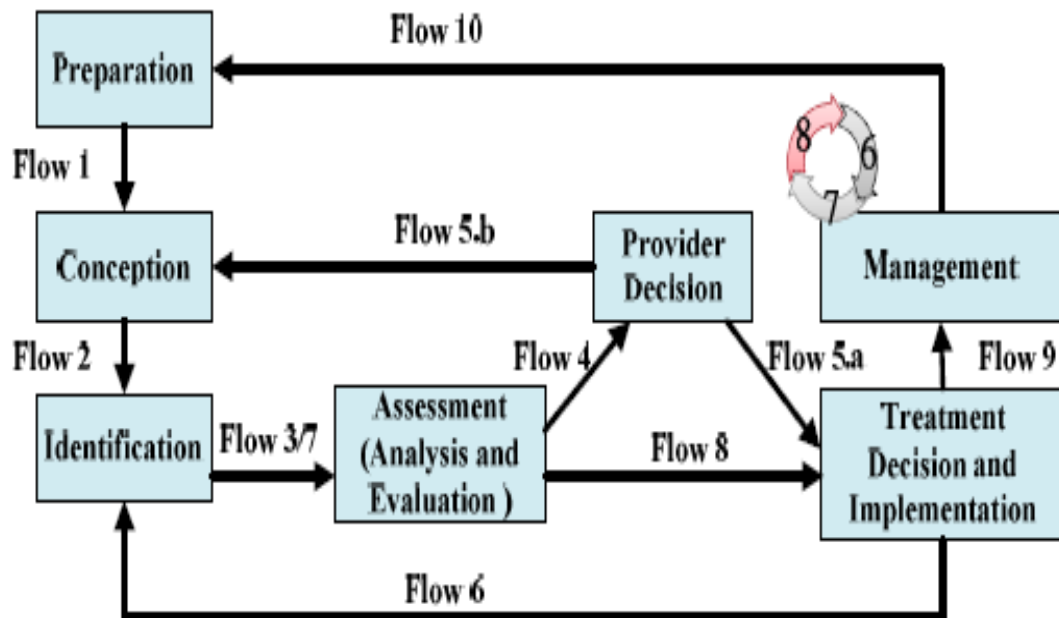 Flow 10
Preparation
Flow 1
8
6
7
Flow 5.b
Provider
Decision
Conception
Management
Flow 2
Flow 4
Flow 5.a
Flow 9
Identification
Flow 3/7
Assessment
(Analysis and
Evaluation )
Flow 8
Treatment
Decision and
Implementation
Flow 6